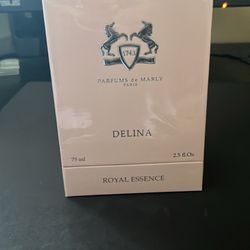 1743
PARFUMS de MARLY
PARIS
DELINA
75 ml 2.5 fl.Oz
ROYAL ESSENCE